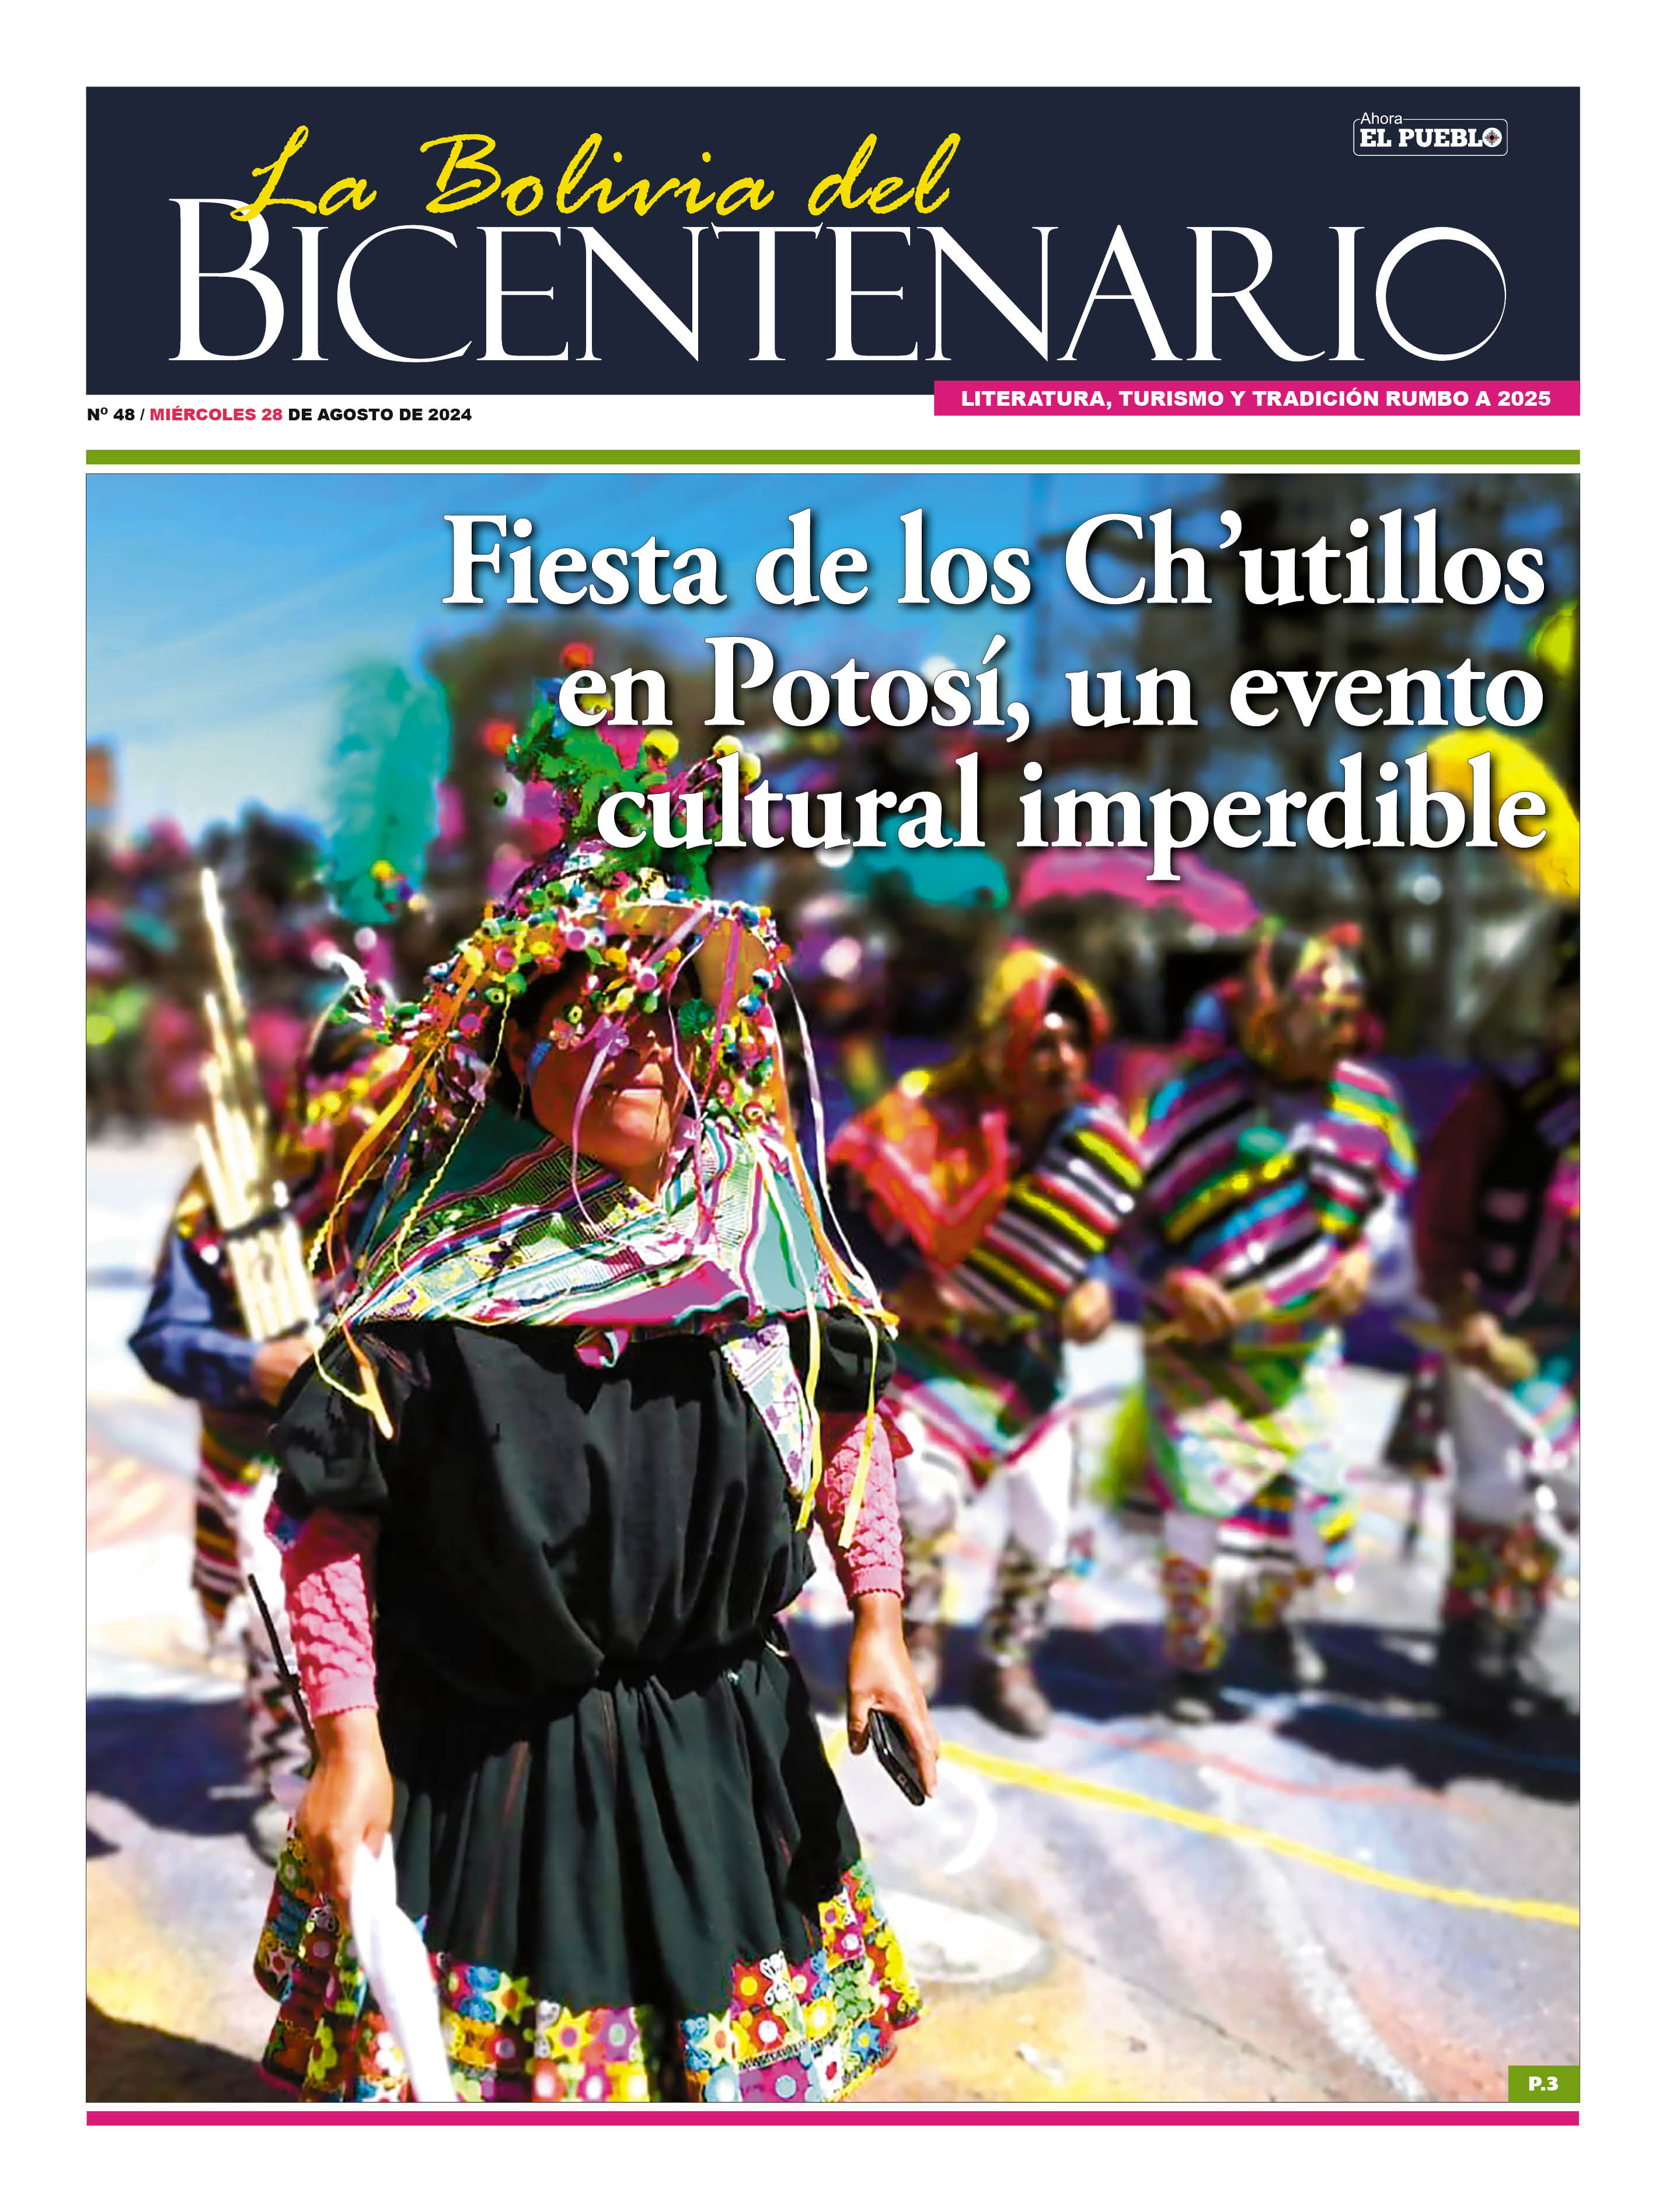 Ahora
EL PUEBLO
La Bolivia del
BICENTENARIO
LITERATURA, TURISMO Y TRADICIÓN RUMBO A 2025
Nº 48 / MIÉRCOLES 28 DE AGOSTO DE 2024
Fiesta de los Ch’utillos
en Potosí, un evento
cultural imperdible
P.3